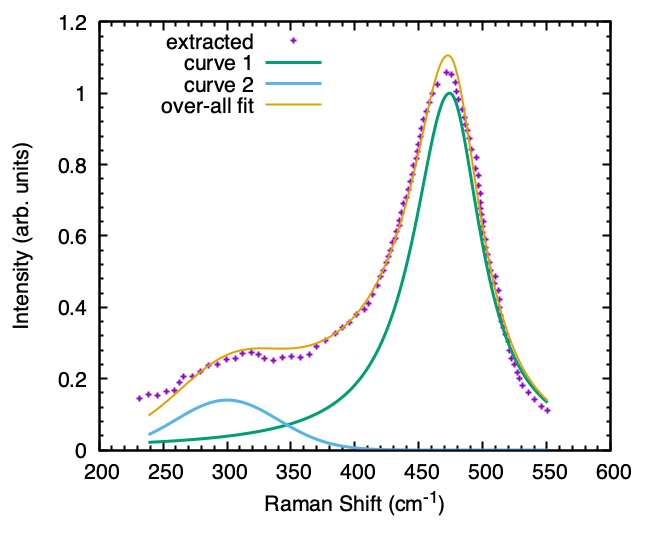 1.2
1
0.8
0.6
0.4
0.2
0
200 250 300 350 400 450 500 550 600
Intensity (arb. units)
Raman Shift (cm⁻¹)
extracted
curve 1
curve 2
over-all fit